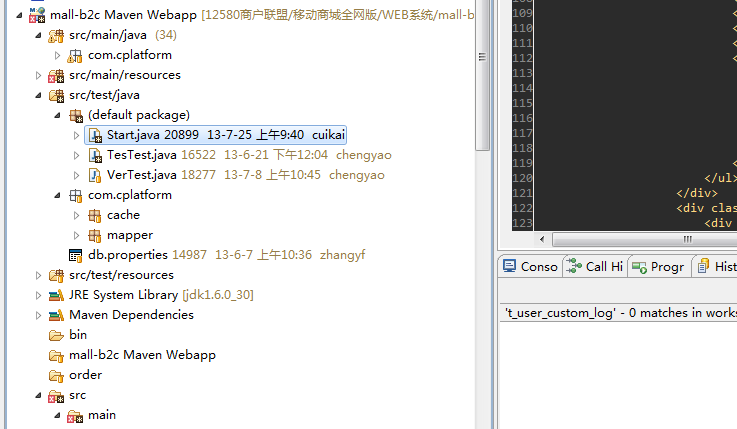 mall-b2c Maven Webapp [12580商户联盟/移动商城全网版/WEB系统/mall-b
src/main/java (34)
com.cplatform
src/main/resources
src/test/java
(default package)
Start.java 20899 13-7-25 上午9:40 cuikai
TesTest.java 16522 13-6-21 下午12:04 chengyao
VerTest.java 18277 13-7-8 上午10:45 chengyao
com.cplatform
cache
mapper
db.properties 14987 13-6-7 上午10:36 zhangyf
src/test/resources
JRE System Library [jdk1.6.0_30]
Maven Dependencies
bin
mall-b2c Maven Webapp
order
src
main
109 <
110 <
111 <
112 <
113
114
115
116
117
118
119 <
120 </ul>
121 </div>
122 <div clas
123 <div
Conso Call Hi Progr Hist
't_user_custom_log' - 0 matches in works